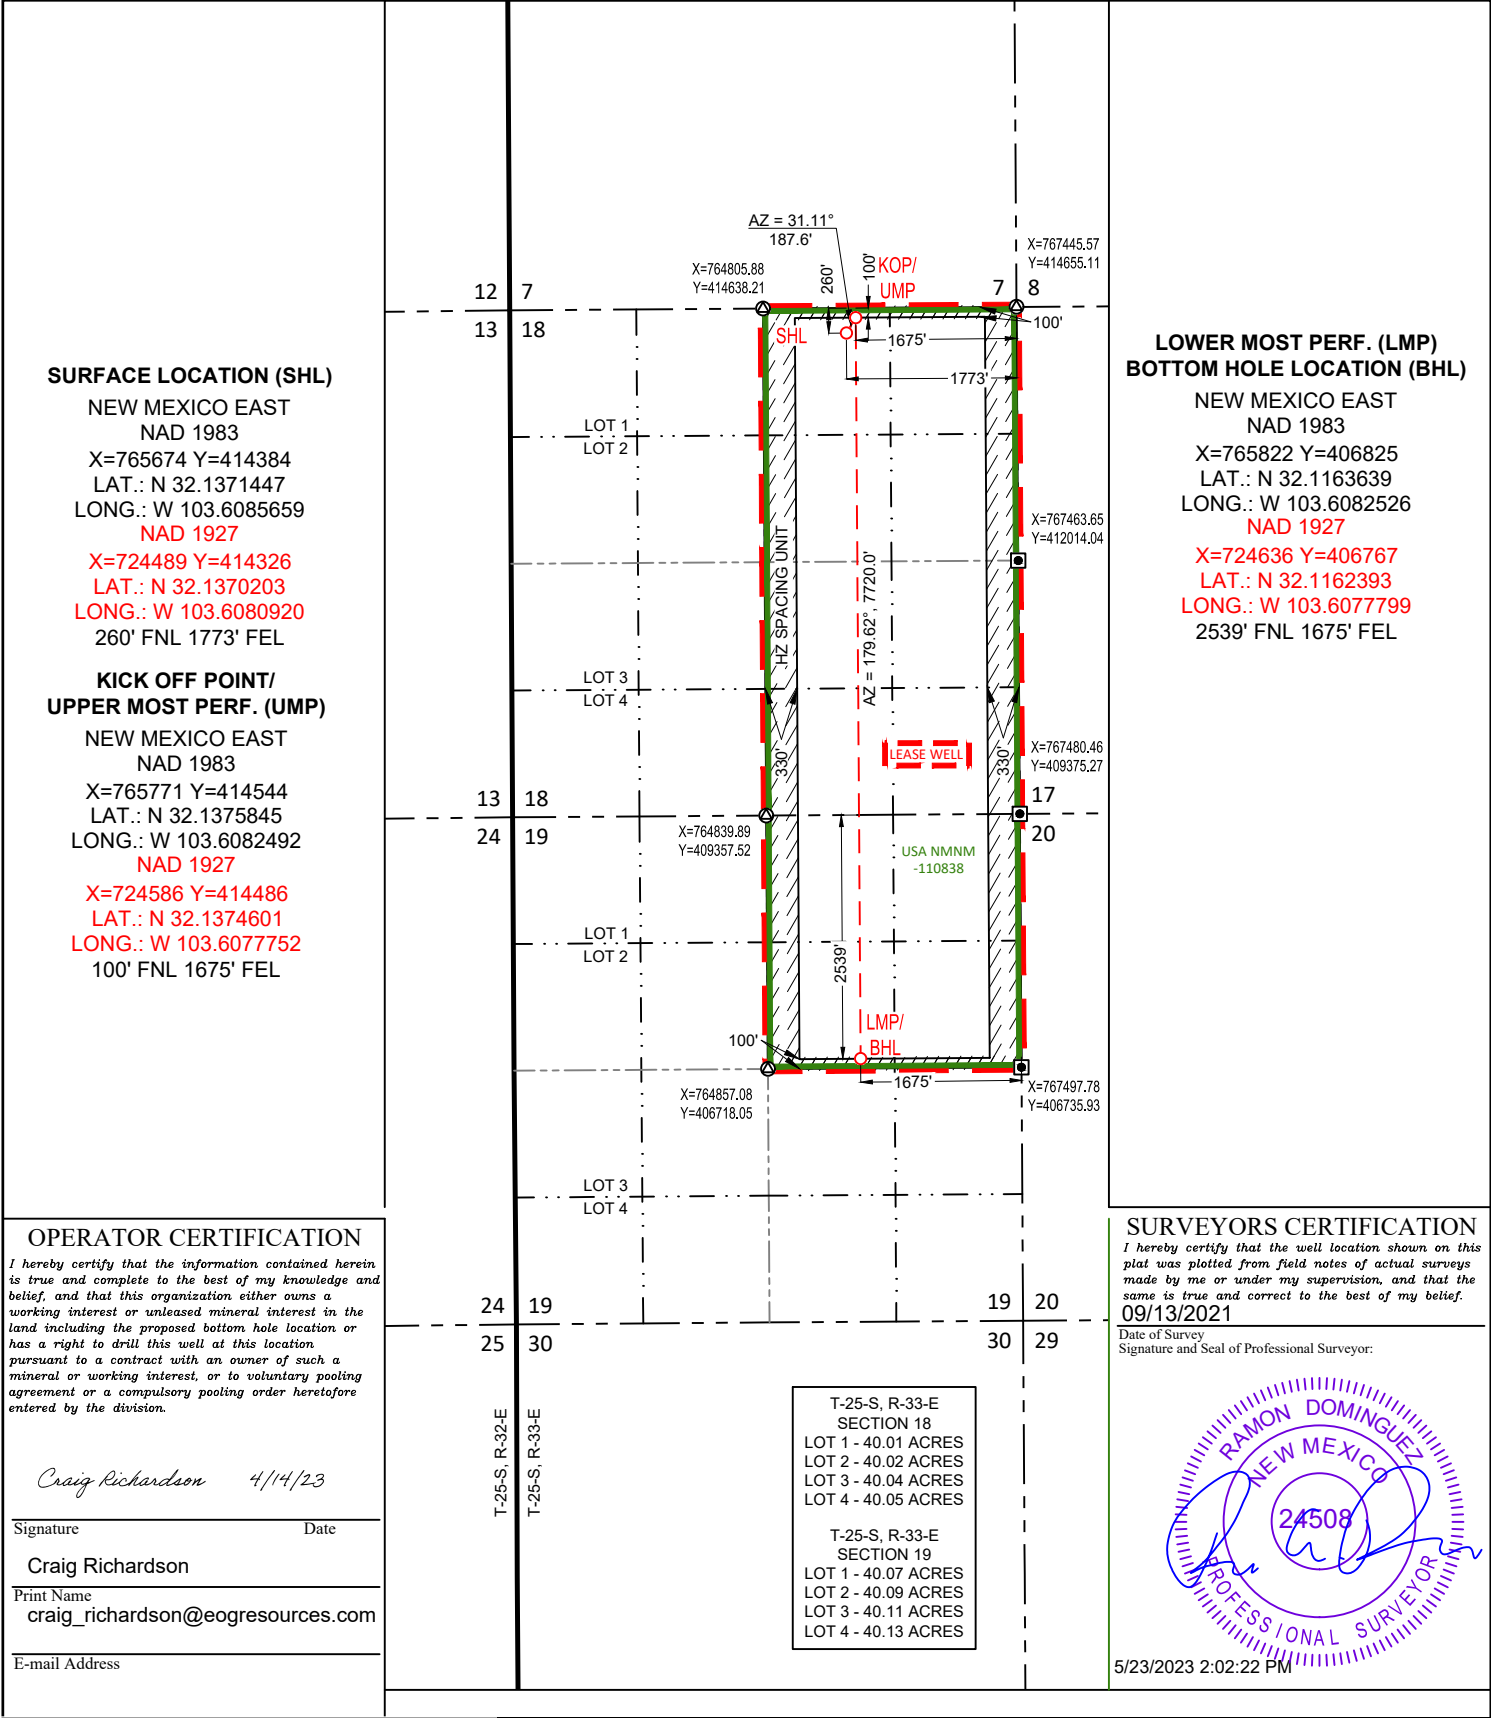 SURFACE LOCATION (SHL)
NEW MEXICO EAST
NAD 1983
X=765674 Y=414384
LAT.: N 32.1371447
LONG.: W 103.6085659
NAD 1927
X=724489 Y=414326
LAT.: N 32.1370203
LONG.: W 103.6080920
260' FNL 1773' FEL
KICK OFF POINT/
UPPER MOST PERF. (UMP)
NEW MEXICO EAST
NAD 1983
X=765771 Y=414544
LAT.: N 32.1375845
LONG.: W 103.6082492
NAD 1927
X=724586 Y=414486
LAT.: N 32.1374601
LONG.: W 103.6077752
100' FNL 1675' FEL
AZ = 31.11°
187.6'
X=764805.88
Y=414638.21
260'
100'
KOP/
UMP
X=767445.57
Y=414655.11
12 7
7 8
13 18
SHL
1675'
100'
1773'
LOT 1
LOT 2
HZ SPACING UNIT
AZ = 179.62°, 7720.0'
X=767463.65
Y=412014.04
LOT 3
LOT 4
330'
LEASE WELL
330'
X=767480.46
Y=409375.27
13 18
17
24 19
20
X=764839.89
Y=409357.52
USA NMNM
-110838
LOT 1
LOT 2
2539'
LMP/
BHL
100'
1675'
X=764857.08
Y=406718.05
X=767497.78
Y=406735.93
LOT 3
LOT 4
24 19
19 20
25 30
30 29
T-25-S, R-32-E
T-25-S, R-33-E
T-25-S, R-33-E
SECTION 18
LOT 1 - 40.01 ACRES
LOT 2 - 40.02 ACRES
LOT 3 - 40.04 ACRES
LOT 4 - 40.05 ACRES
T-25-S, R-33-E
SECTION 19
LOT 1 - 40.07 ACRES
LOT 2 - 40.09 ACRES
LOT 3 - 40.11 ACRES
LOT 4 - 40.13 ACRES
LOWER MOST PERF. (LMP)
BOTTOM HOLE LOCATION (BHL)
NEW MEXICO EAST
NAD 1983
X=765822 Y=406825
LAT.: N 32.1163639
LONG.: W 103.6082526
NAD 1927
X=724636 Y=406767
LAT.: N 32.1162393
LONG.: W 103.6077799
2539' FNL 1675' FEL
OPERATOR CERTIFICATION
I hereby certify that the information contained herein
is true and complete to the best of my knowledge and
belief, and that this organization either owns a
working interest or unleased mineral interest in the
land including the proposed bottom hole location or
has a right to drill this well at this location
pursuant to a contract with an owner of such a
mineral or working interest, or to voluntary pooling
agreement or a compulsory pooling order heretofore
entered by the division.
Craig Richardson 4/14/23
Signature Date
Craig Richardson
Print Name
craig_richardson@eogresources.com
E-mail Address
SURVEYORS CERTIFICATION
I hereby certify that the well location shown on this
plat was plotted from field notes of actual surveys
made by me or under my supervision, and that the
same is true and correct to the best of my belief.
09/13/2021
Date of Survey
Signature and Seal of Professional Surveyor:
RAMON DOMINGUEZ
NEW MEXICO
24508
PROFESSIONAL SURVEYOR
5/23/2023 2:02:22 PM